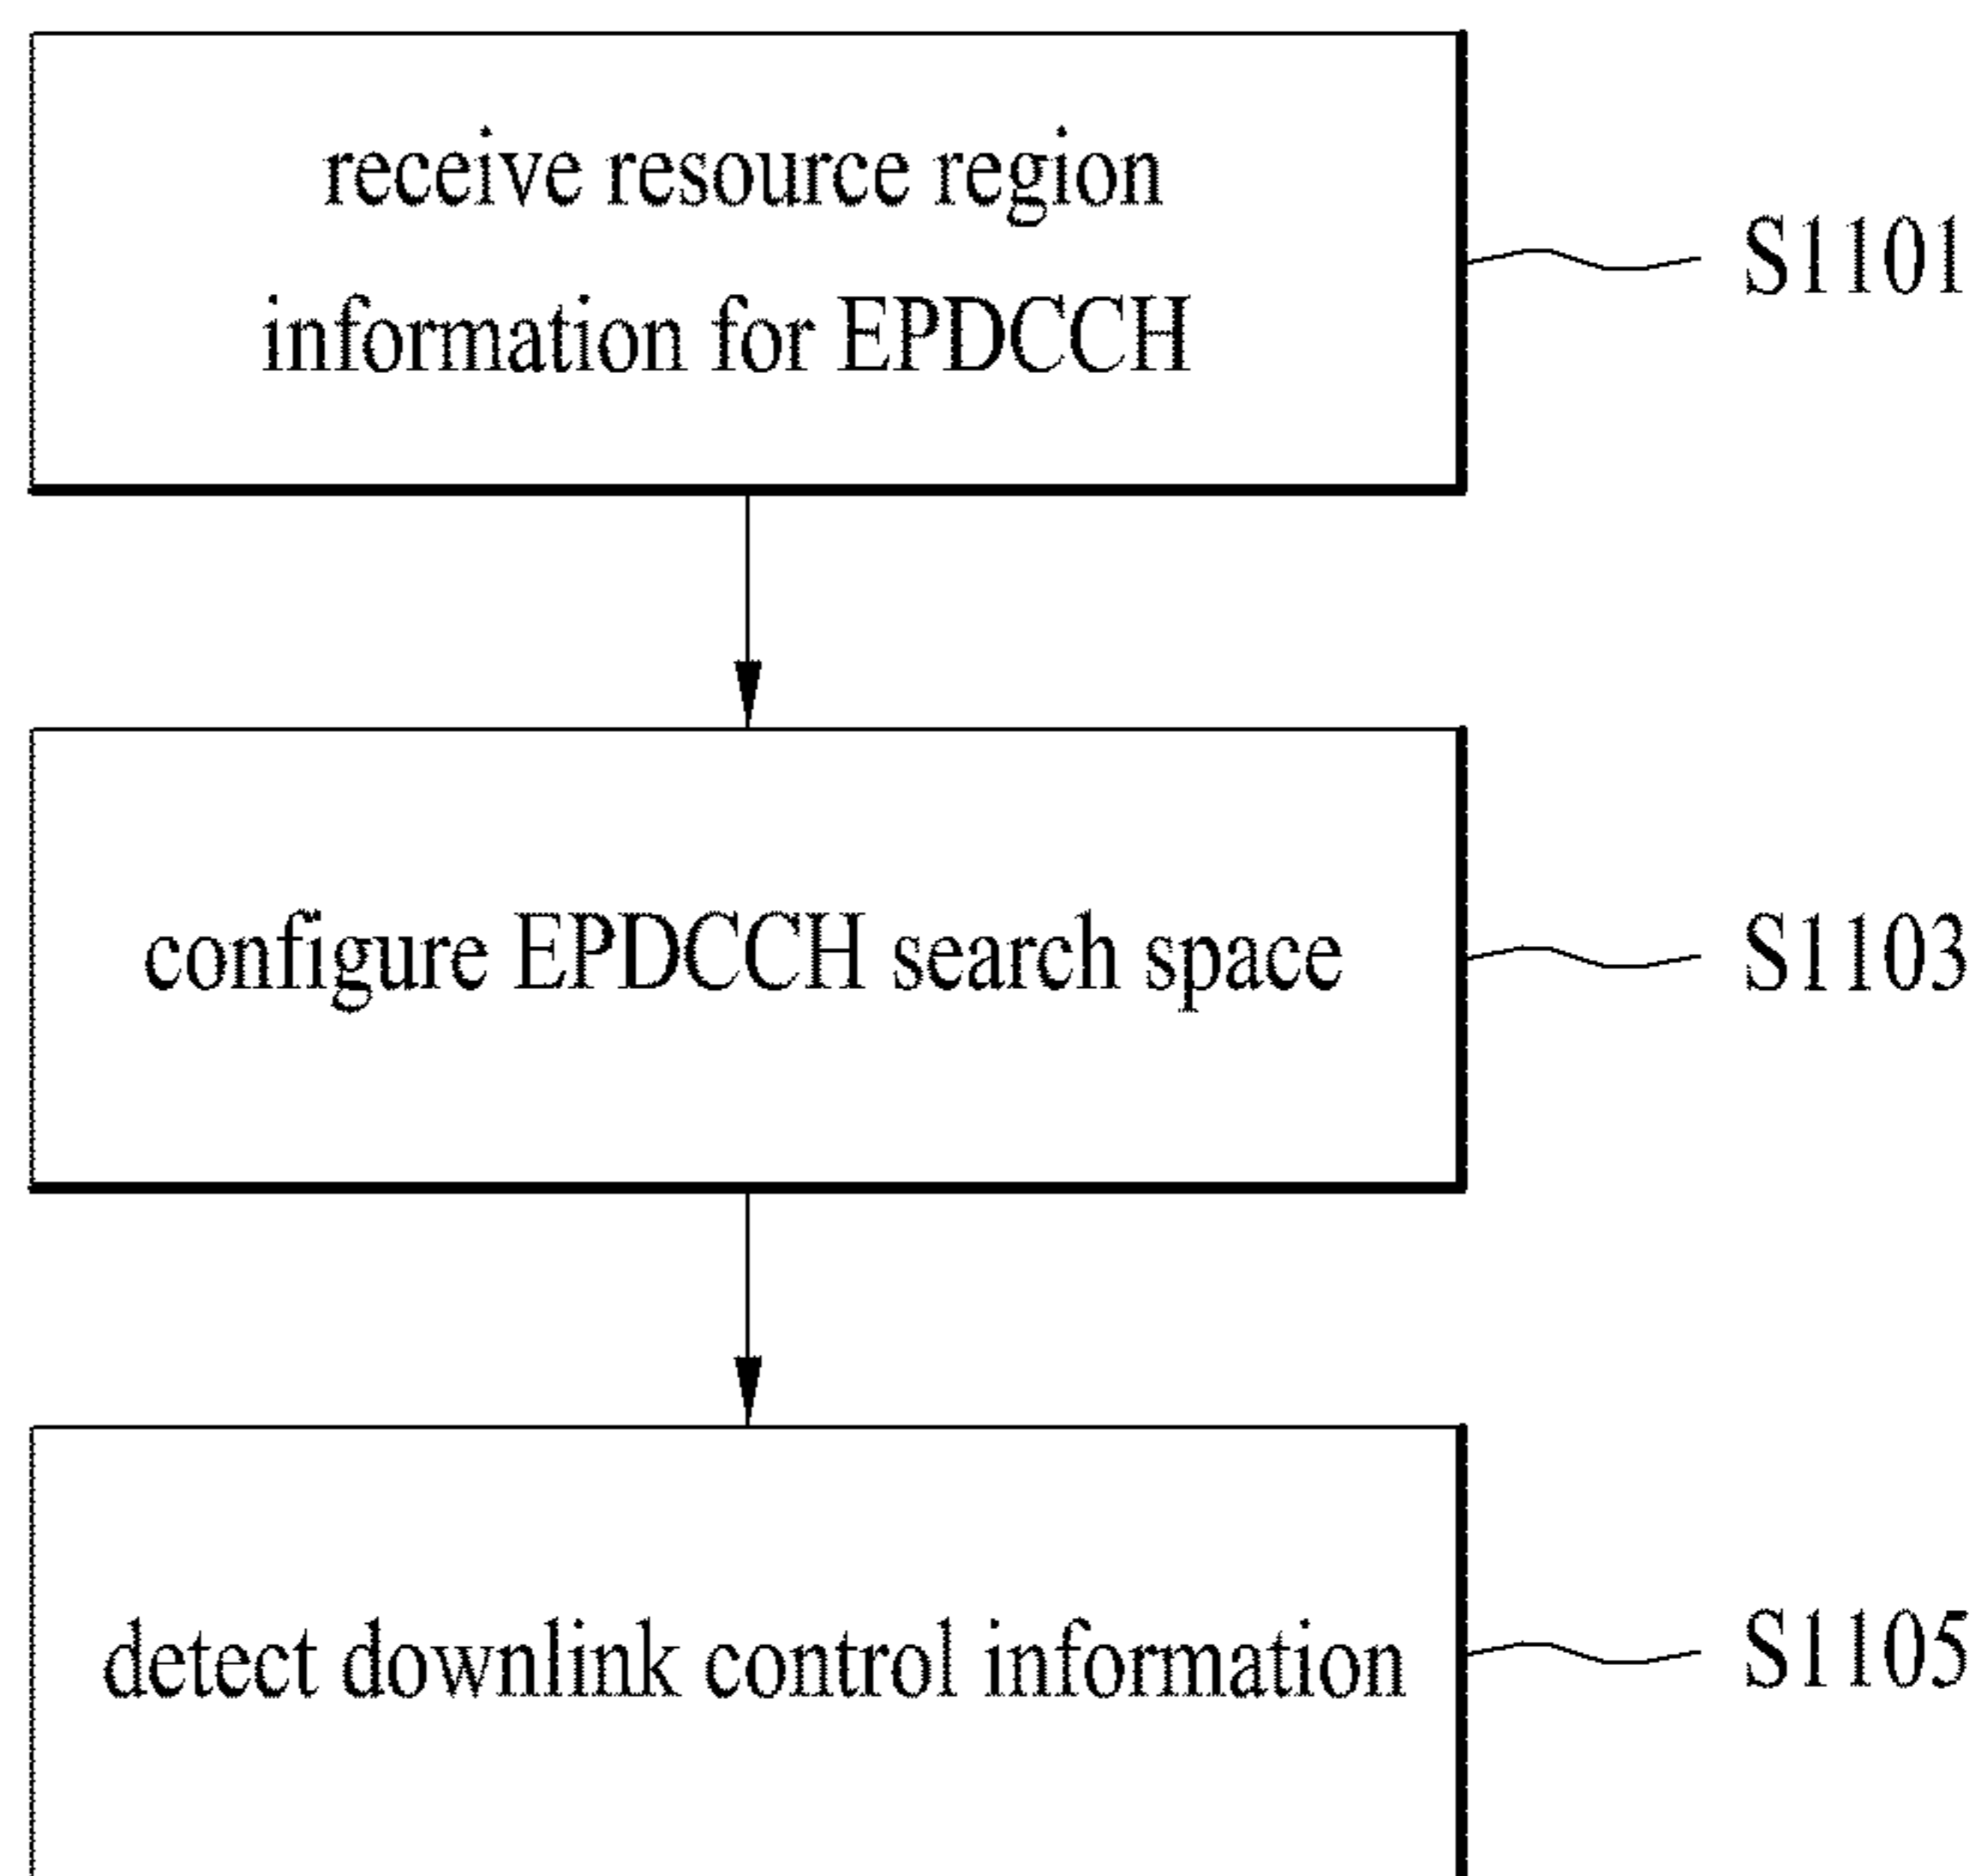 receive resource region
information for EPDCCH
S1101
configure EPDCCH search space
S1103
detect downlink control information
S1105